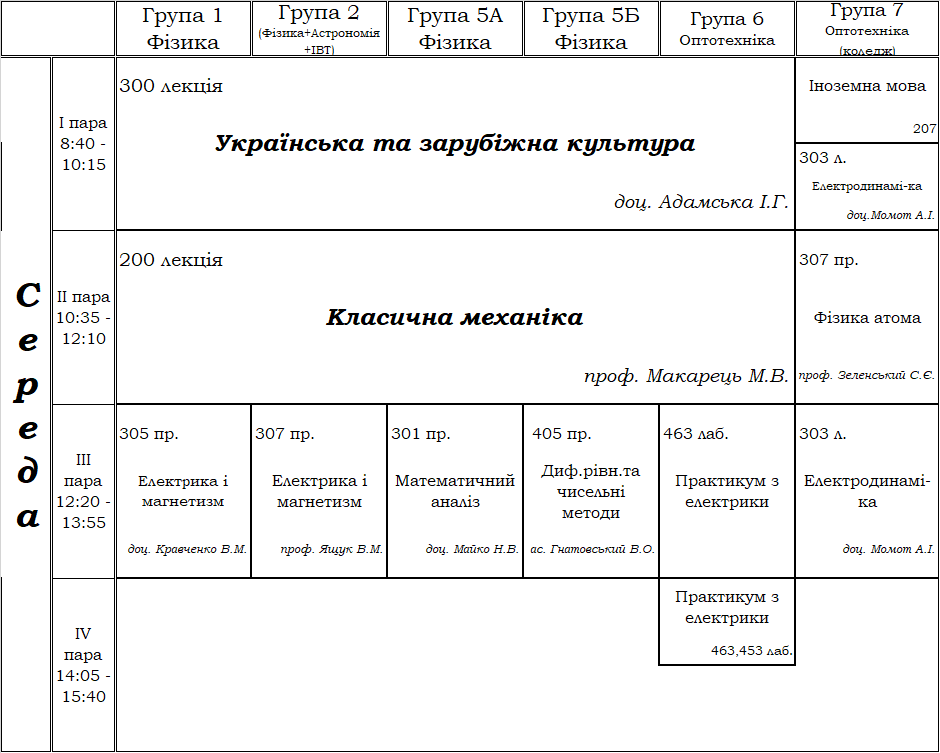 Група 1
Фізика
Група 2
(Фізика+Астрономія
+ІВТ)
Група 5А
Фізика
Група 5Б
Фізика
Група 6
Оптотехніка
Група 7
Оптотехніка
(коледж)
Середа
І пара
8:40 -
10:15
300 лекція
Українська та зарубіжна культура
доц. Адамська І.Г.
Іноземна мова
207
303 л.
Електродинамі-ка
доц.Момот А.І.
ІІ пара
10:35 -
12:10
200 лекція
Класична механіка
проф. Макарець М.В.
307 пр.
Фізика атома
проф. Зеленський С.Є.
ІІІ
пара
12:20 -
13:55
305 пр.
Електрика і
магнетизм
доц. Кравченко В.М.
307 пр.
Електрика і
магнетизм
проф. Ящук В.М.
301 пр.
Математичний
аналіз
доц. Майко Н.В.
405 пр.
Диф.рівн.та
чисельні
методи
ас. Гнатовський В.О.
463 лаб.
Практикум з
електрики
303 л.
Електродинамі-
ка
доц. Момот А.І.
IV
пара
14:05 -
15:40
Практикум з
електрики
463,453 лаб.